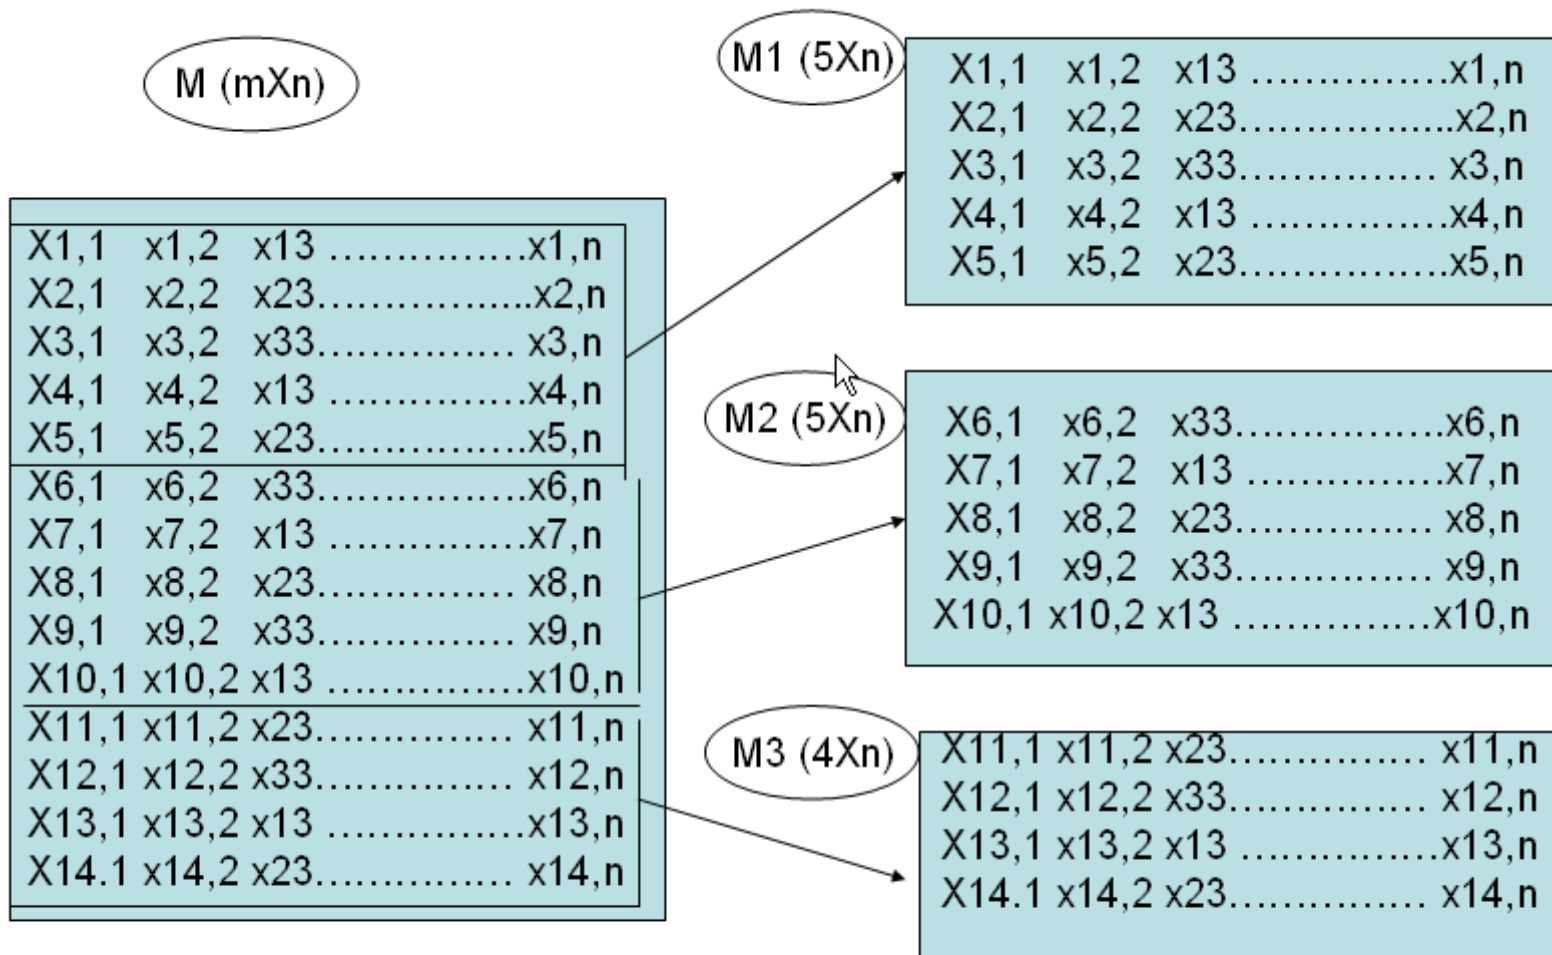 M (mXn)
X1,1 x1,2 x13 ……………x1,n
X2,1 x2,2 x23……………..x2,n
X3,1 x3,2 x33…………… x3,n
X4,1 x4,2 x13 ……………x4,n
X5,1 x5,2 x23……………x5,n
X6,1 x6,2 x33……………x6,n
X7,1 x7,2 x13 ……………x7,n
X8,1 x8,2 x23…………… x8,n
X9,1 x9,2 x33…………… x9,n
X10,1 x10,2 x13 ……………x10,n
X11,1 x11,2 x23…………… x11,n
X12,1 x12,2 x33…………… x12,n
X13,1 x13,2 x13 ……………x13,n
X14.1 x14,2 x23…………… x14,n
M1 (5Xn)
X1,1 x1,2 x13 ……………x1,n
X2,1 x2,2 x23……………..x2,n
X3,1 x3,2 x33…………… x3,n
X4,1 x4,2 x13 ……………x4,n
X5,1 x5,2 x23……………x5,n
M2 (5Xn)
X6,1 x6,2 x33……………x6,n
X7,1 x7,2 x13 ……………x7,n
X8,1 x8,2 x23…………… x8,n
X9,1 x9,2 x33…………… x9,n
X10,1 x10,2 x13 ……………x10,n
M3 (4Xn)
X11,1 x11,2 x23…………… x11,n
X12,1 x12,2 x33…………… x12,n
X13,1 x13,2 x13 ……………x13,n
X14.1 x14,2 x23…………… x14,n